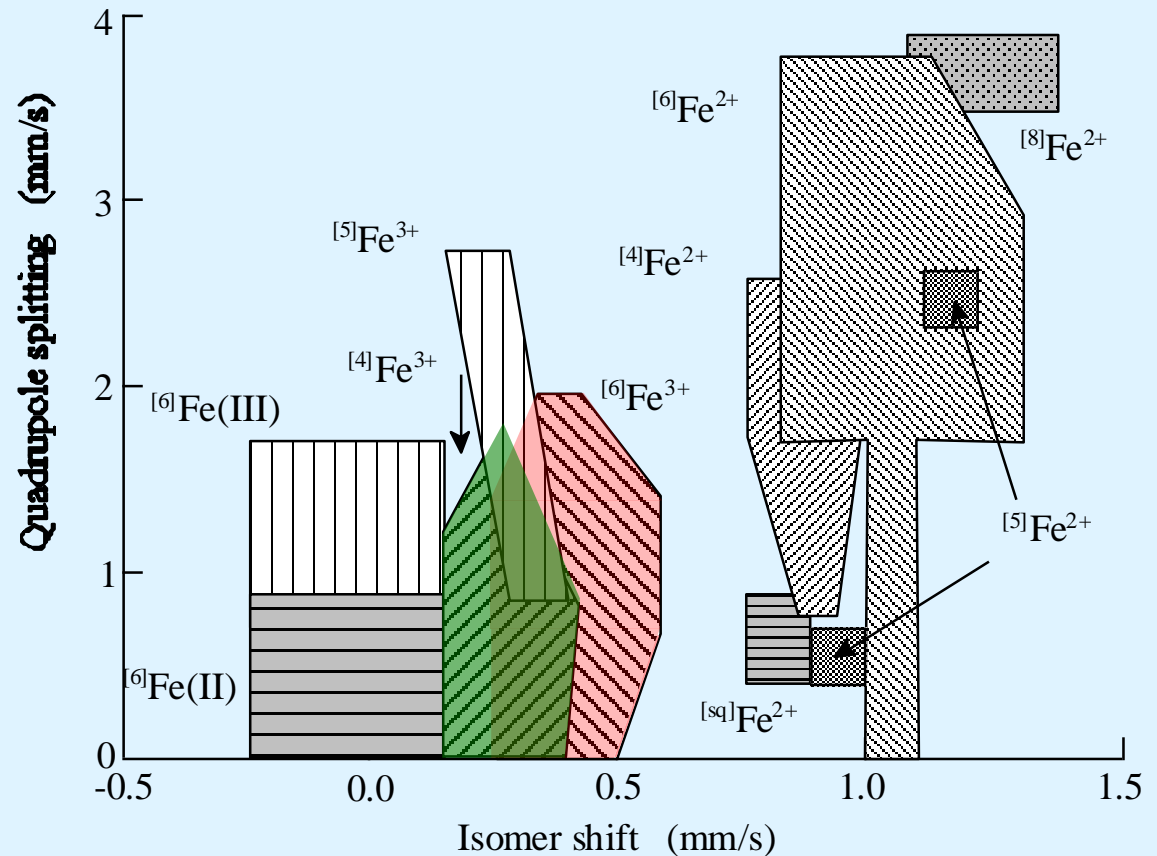 4
3
2
1
0
Quadrupole splitting (mm/s)
[6]Fe2+
[8]Fe2+
[5]Fe3+
[4]Fe2+
[4]Fe3+
[6]Fe3+
[6]Fe(III)
[5]Fe2+
[6]Fe(II)
[sq]Fe2+
-0.5 0.0 0.5 1.0 1.5
Isomer shift (mm/s)